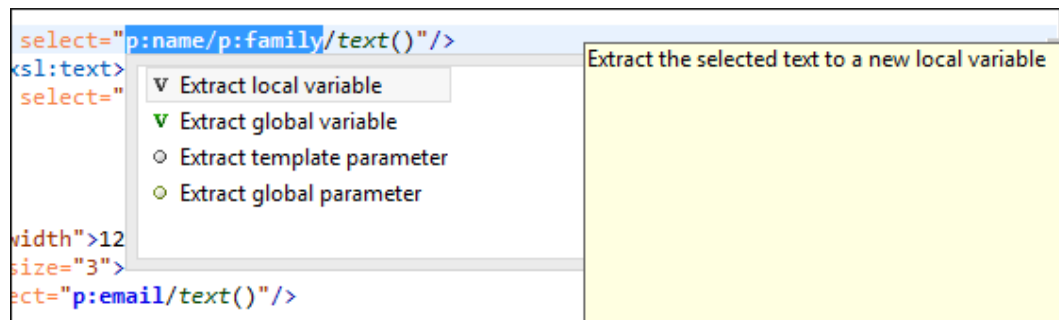 select="p:name/p:family/text()"/>
xsl:text>
select="
Extract local variable
Extract global variable
Extract template parameter
Extract global parameter
Extract the selected text to a new local variable
width">12
size="3">
ect="p:email/text()"/>